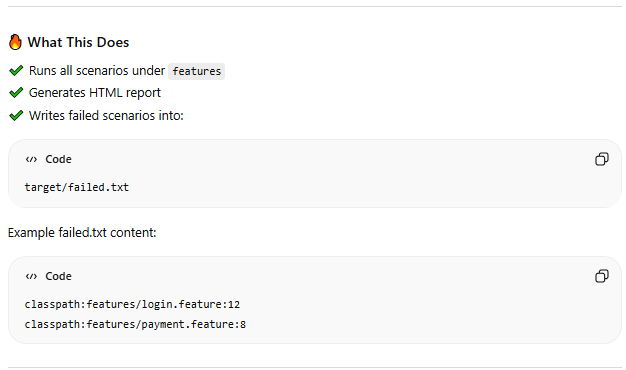 🔥 What This Does
✔ Runs all scenarios under features
✔ Generates HTML report
✔ Writes failed scenarios into:
</> Code
target/failed.txt
Example failed.txt content:
</> Code
classpath:features/login.feature:12
classpath:features/payment.feature:8